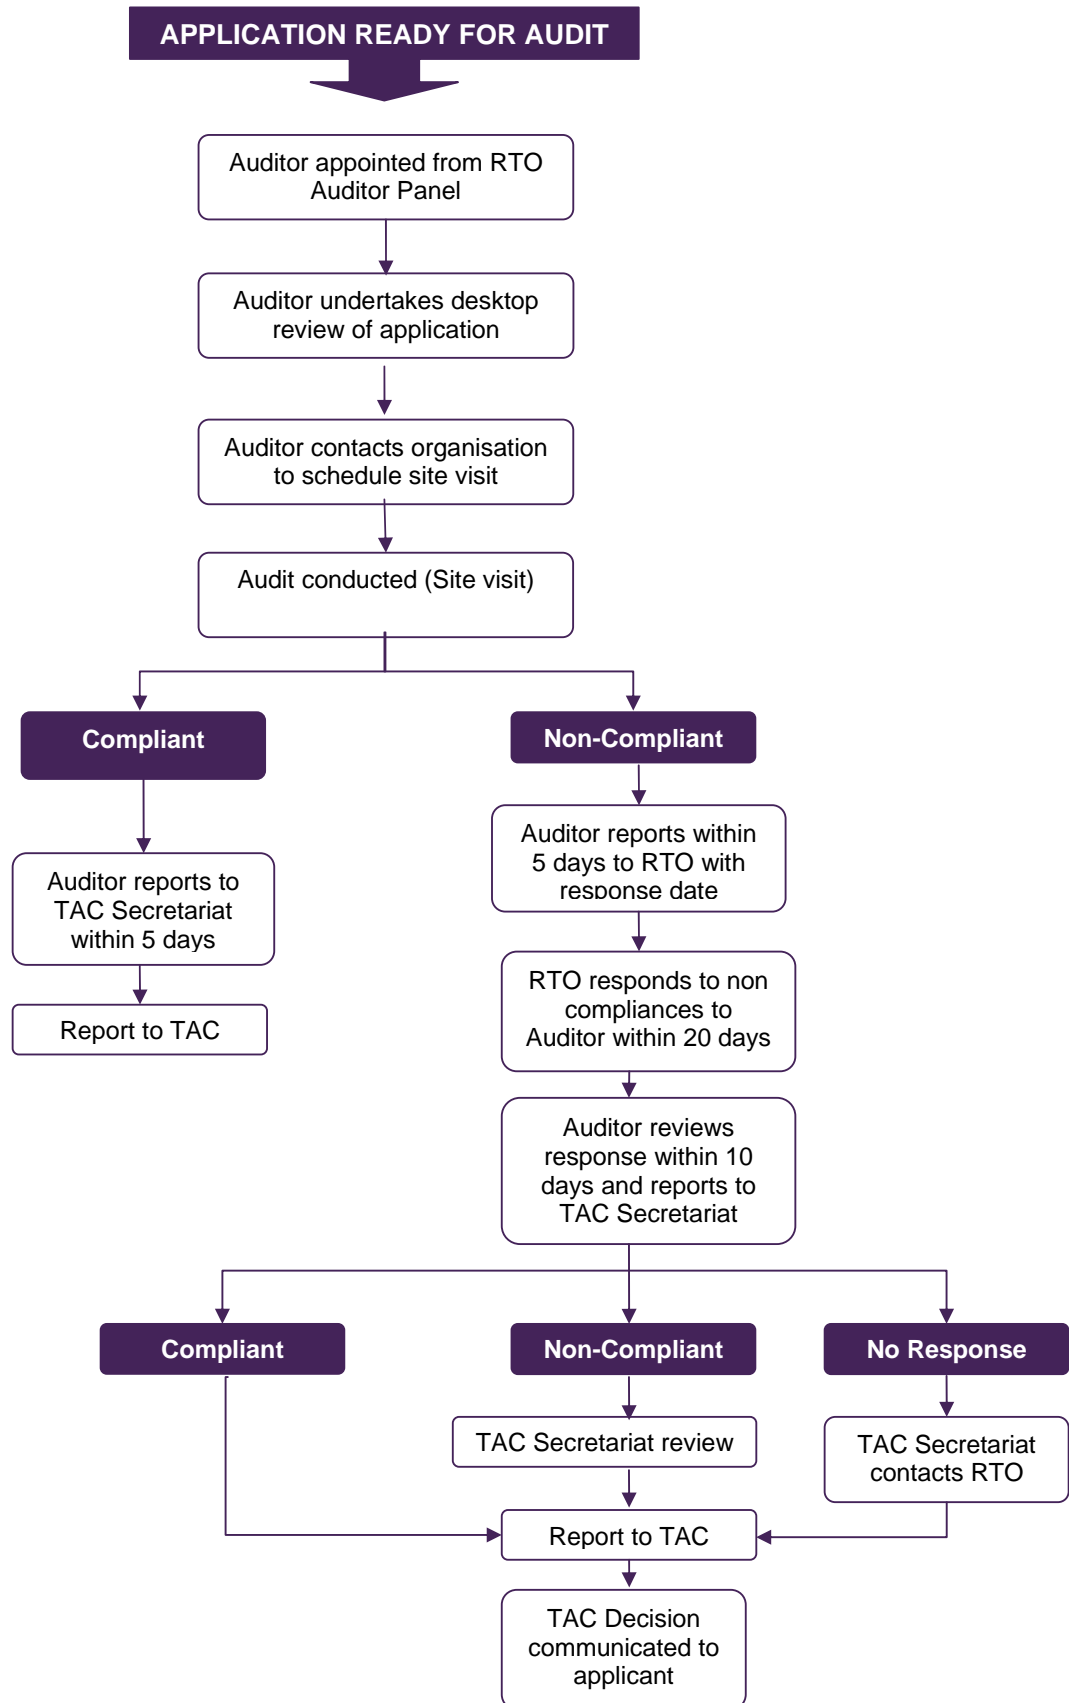 APPLICATION READY FOR AUDIT
Auditor appointed from RTO
Auditor Panel
Auditor undertakes desktop
review of application
Auditor contacts organisation
to schedule site visit
Audit conducted (Site visit)
Compliant
Non-Compliant
Auditor reports to
TAC Secretariat
within 5 days
Report to TAC
Auditor reports within
5 days to RTO with
response date
RTO responds to non
compliances to
Auditor within 20 days
Auditor reviews
response within 10
days and reports to
TAC Secretariat
Compliant
Non-Compliant
No Response
TAC Secretariat review
TAC Secretariat
contacts RTO
Report to TAC
TAC Decision
communicated to
applicant